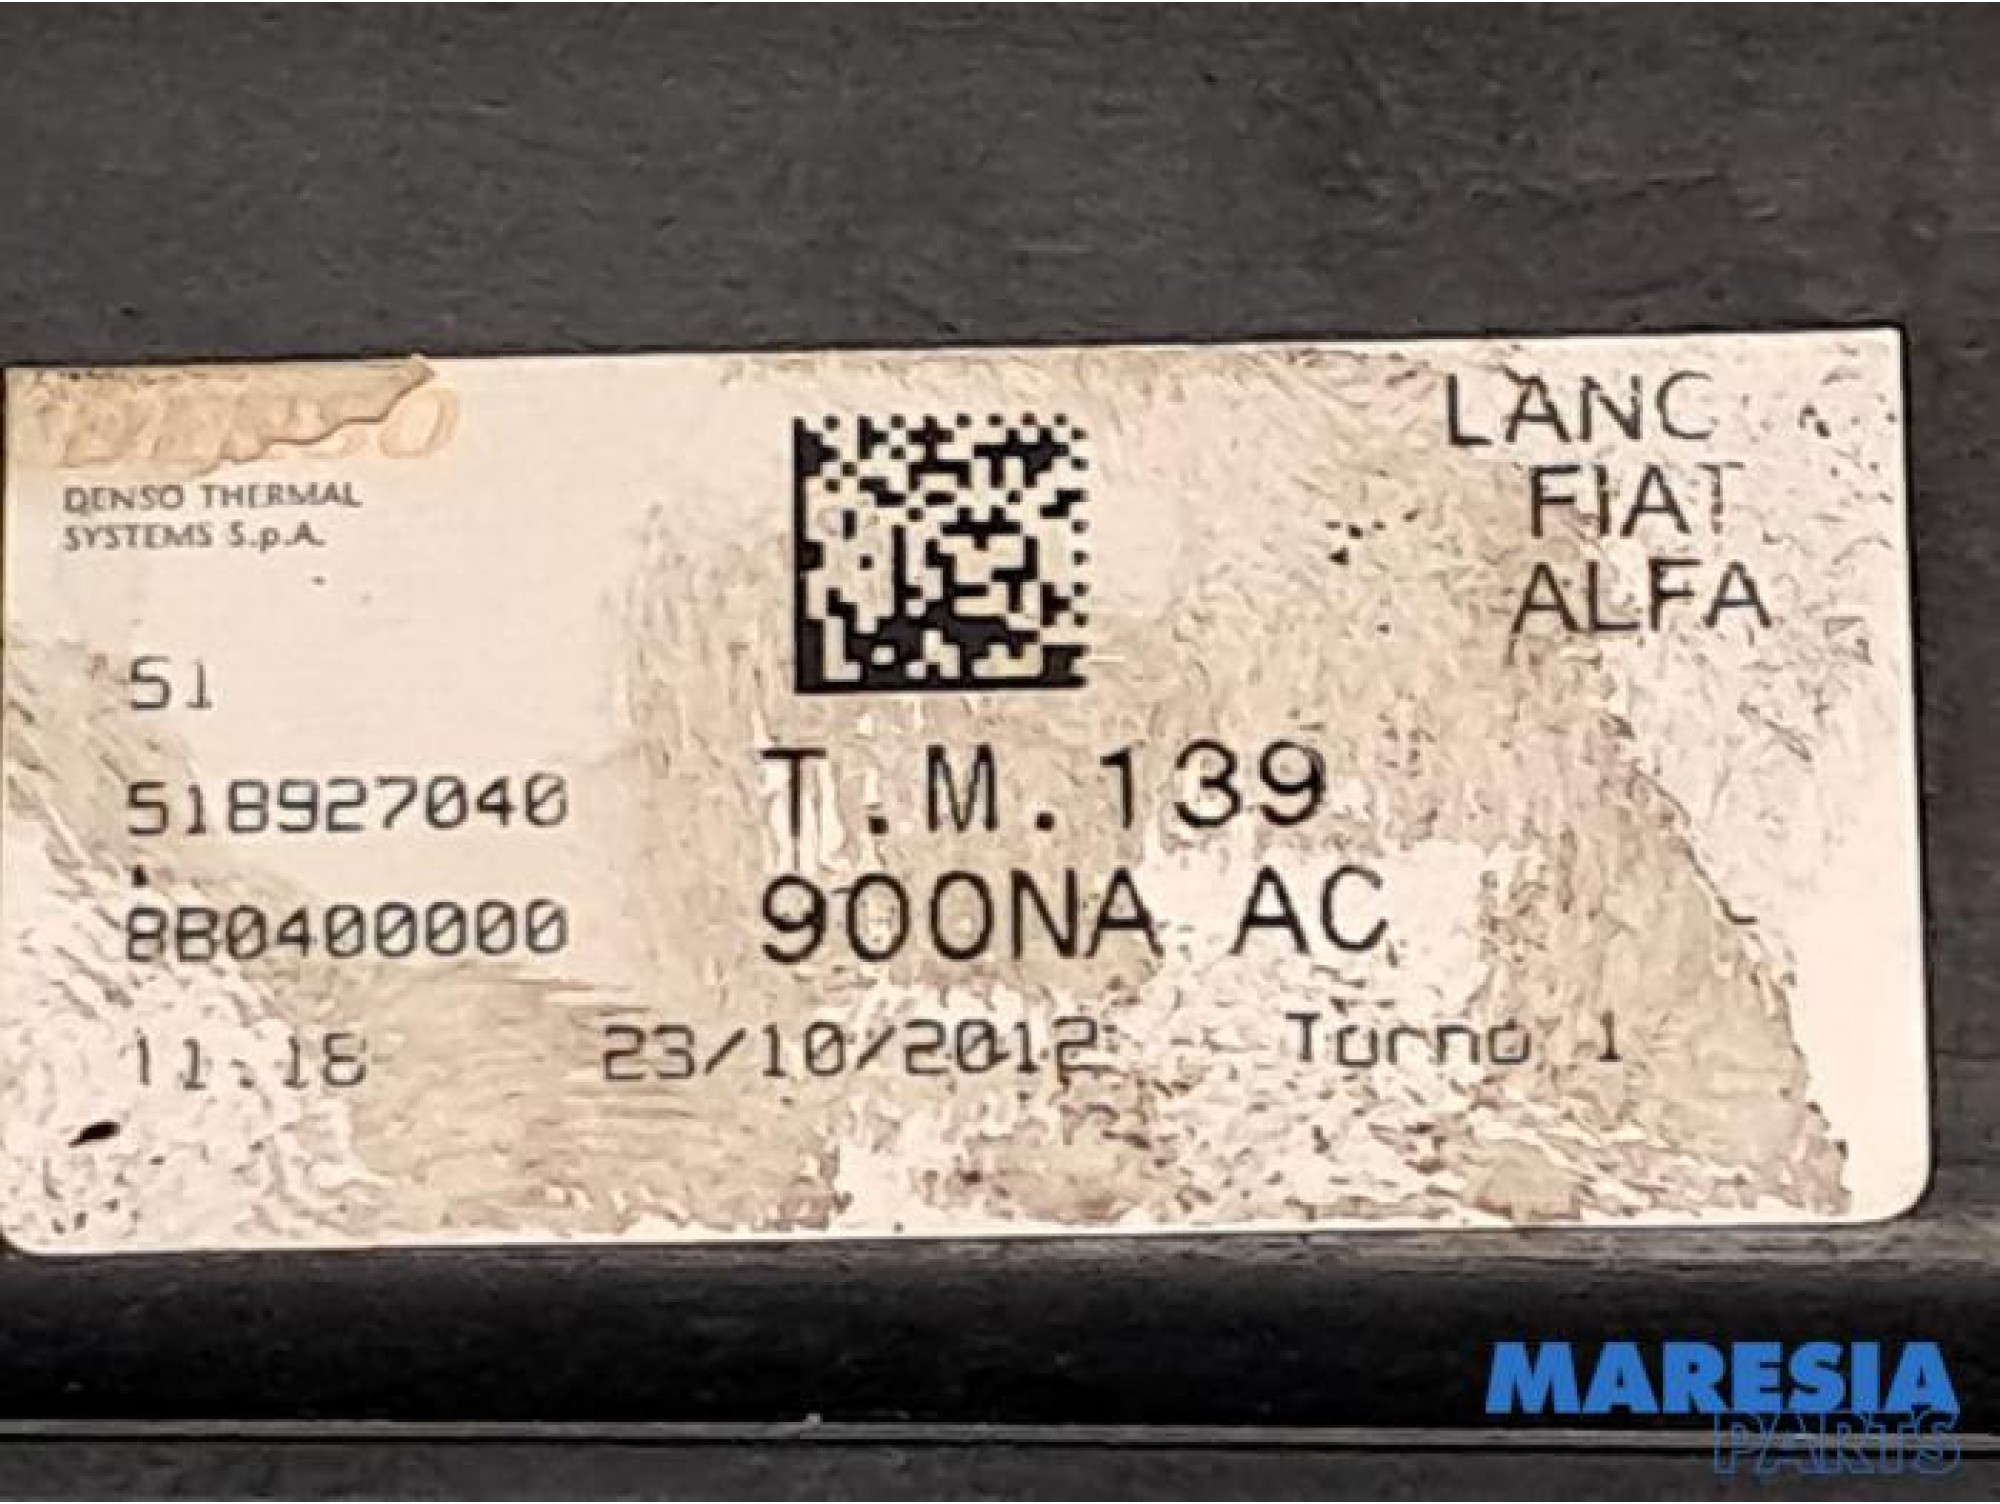 DENSO
DENSO THERMAL
SYSTEMS S.p.A.
LANC
FIAT
ALFA
51
518927040
8B0400000
T.M.139
900NA AC
11.18
23/10/2012
Turno 1
MARESIA
PARTS